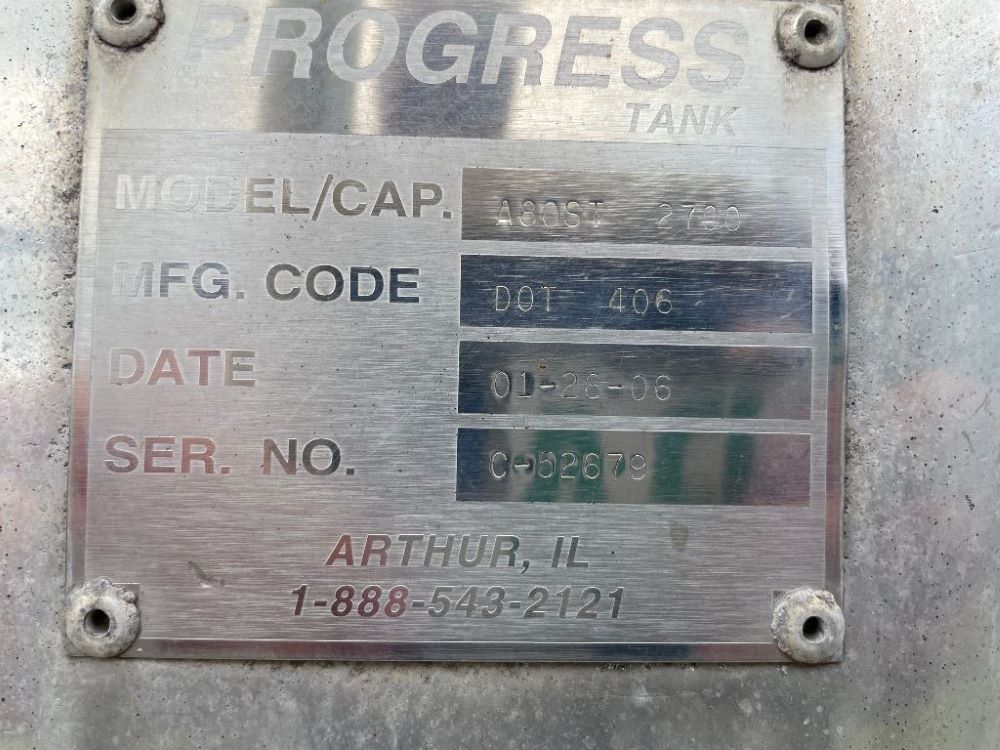 PROGRESS
TANK
MODEL/CAP. A80ST 2700
MFG. CODE DOT 406
DATE 01-26-06
SER. NO. C-52679
ARTHUR, IL
1-888-543-2121